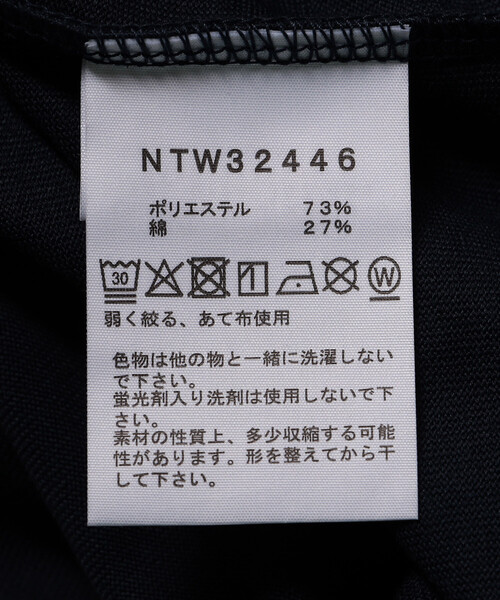 NTW32446
ポリエステル 73%
綿 27%
30 W
弱く絞る、あて布使用
色物は他の物と一緒に洗濯しない
で下さい。
蛍光剤入り洗剤は使用しないで下
さい。
素材の性質上、多少収縮する可能
性があります。形を整えてから干
して下さい。